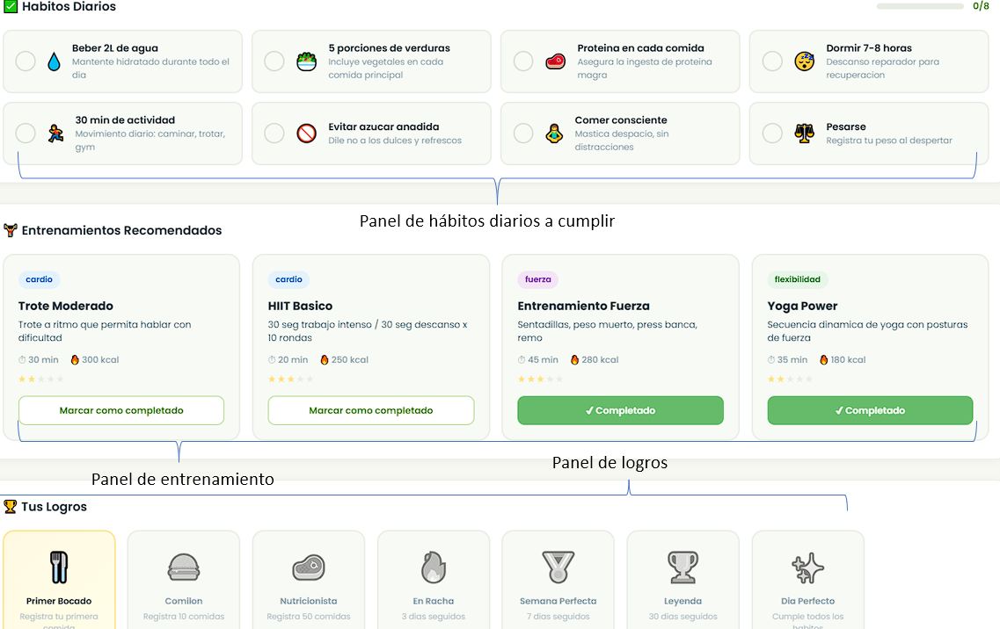 Habitos Diarios
0/8
Beber 2L de agua
Mantente hidratado durante todo el
dia
5 porciones de verduras
Incluye vegetales en cada
comida principal
Proteina en cada comida
Asegura la ingesta de proteina
magra
Dormir 7-8 horas
Descanso reparador para
recuperacion
30 min de actividad
Movimiento diario: caminar, trotar,
gym
Evitar azucar anadida
Dile no a los dulces y refrescos
Comer consciente
Mastica despacio, sin
distracciones
Pesarse
Registra tu peso al despertar
Panel de hábitos diarios a cumplir
Entrenamientos Recomendados
cardio
Trote Moderado
Trote a ritmo que permita hablar con
dificultad
30 min 300 kcal
Marcar como completado
cardio
HIIT Basico
30 seg trabajo intenso / 30 seg descanso x
10 rondas
20 min 250 kcal
Marcar como completado
fuerza
Entrenamiento Fuerza
Sentadillas, peso muerto, press banca,
remo
45 min 280 kcal
✓ Completado
flexibilidad
Yoga Power
Secuencia dinamica de yoga con posturas
de fuerza
35 min 180 kcal
✓ Completado
Panel de entrenamiento
Panel de logros
Tus Logros
Primer Bocado
Registra tu primera
comida
Comilon
Registra 10 comidas
Nutricionista
Registra 50 comidas
En Racha
3 dias seguidos
Semana Perfecta
7 dias seguidos
Leyenda
30 dias seguidos
Dia Perfecto
Cumple todos los
habitos